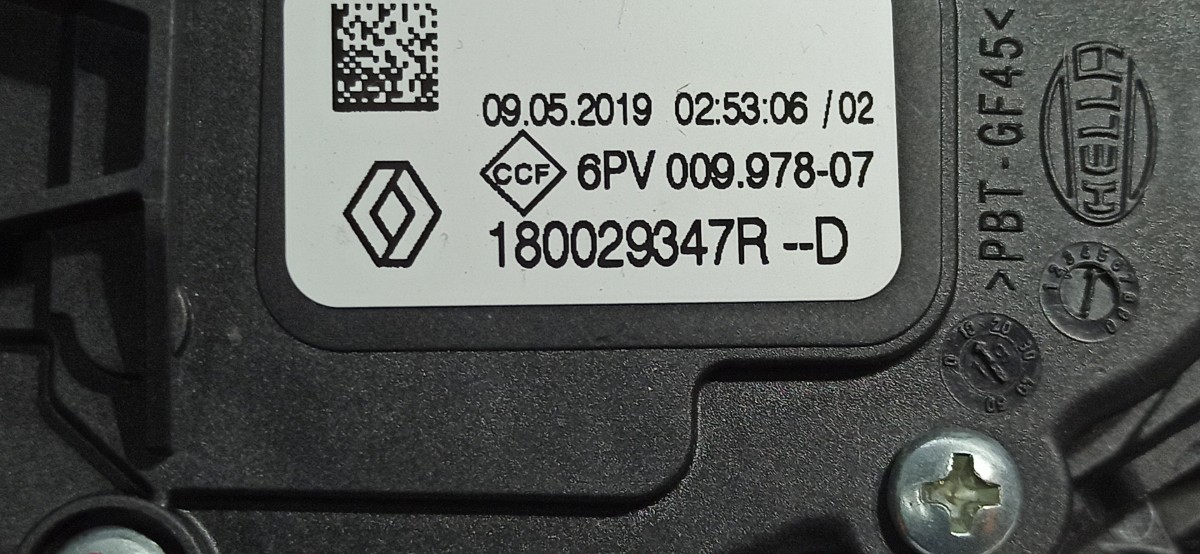 09.05.2019 02:53:06 /02
CCF 6PV 009.978-07
180029347R --D
>PBT-GF45<
HELLA